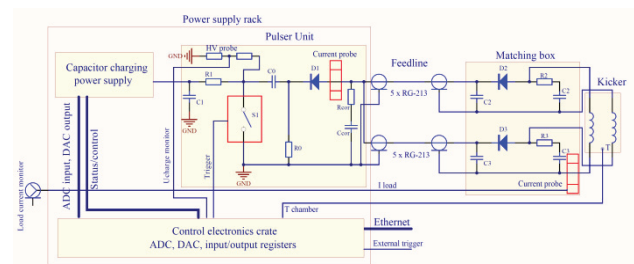 Power supply rack
Pulser Unit
HV probe
GND
Current probe
Feedline
Matching box
Kicker
Capacitor charging
power supply
R1
C0
D1
D2
R2
C1
S1
Rcorr
5 x RG-213
C2
C2
GND
Ccorr
D3
R3
R0
5 x RG-213
C3
C3
T
GND
ADC input, DAC output
Status/control
Ucharge monitor
Trigger
Current probe
Load current monitor
I load
T chamber
Control electronics crate
ADC, DAC, input/output registers
Ethernet
External trigger